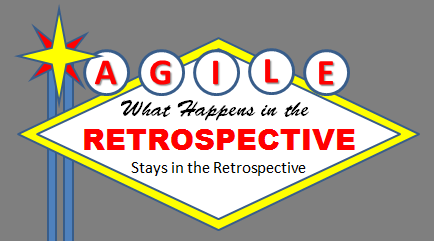 AGILE
What Happens in the
RETROSPECTIVE
Stays in the Retrospective